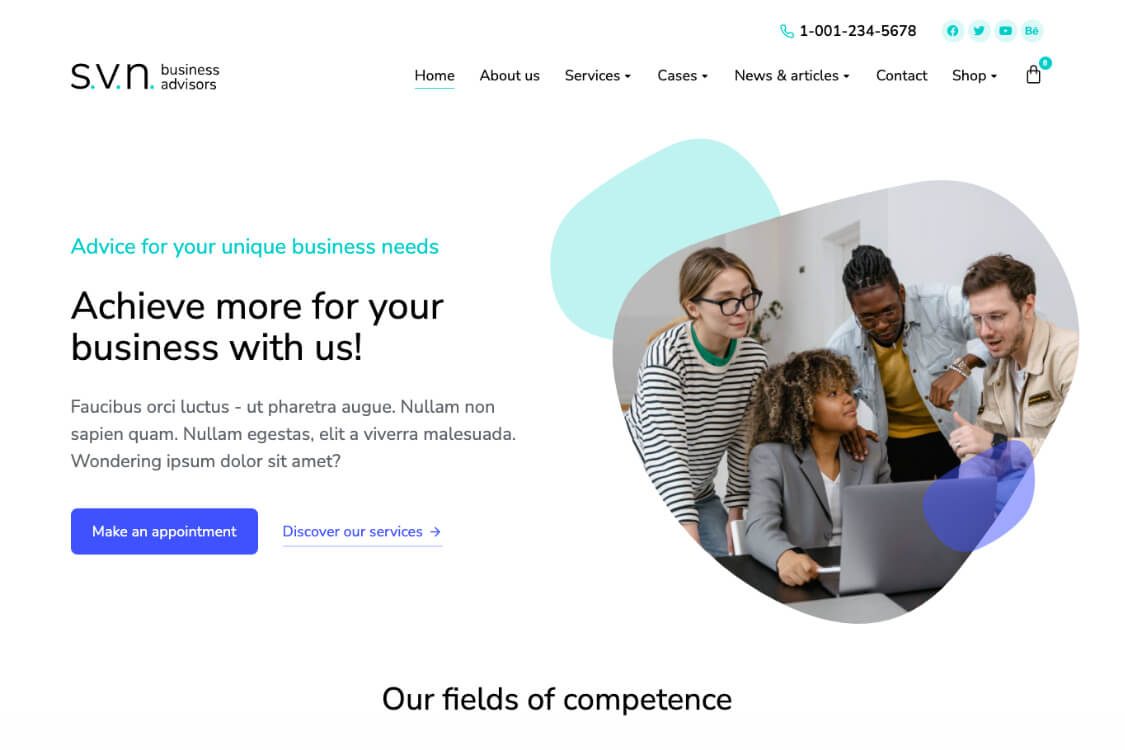 1-001-234-5678
Bē
s.v.n. business
advisors
Home About us Services Cases News & articles Contact Shop
Advice for your unique business needs
Achieve more for your
business with us!
Faucibus orci luctus - ut pharetra augue. Nullam non
sapien quam. Nullam egestas, elit a viverra malesuada.
Wondering ipsum dolor sit amet?
Make an appointment Discover our services →
Our fields of competence